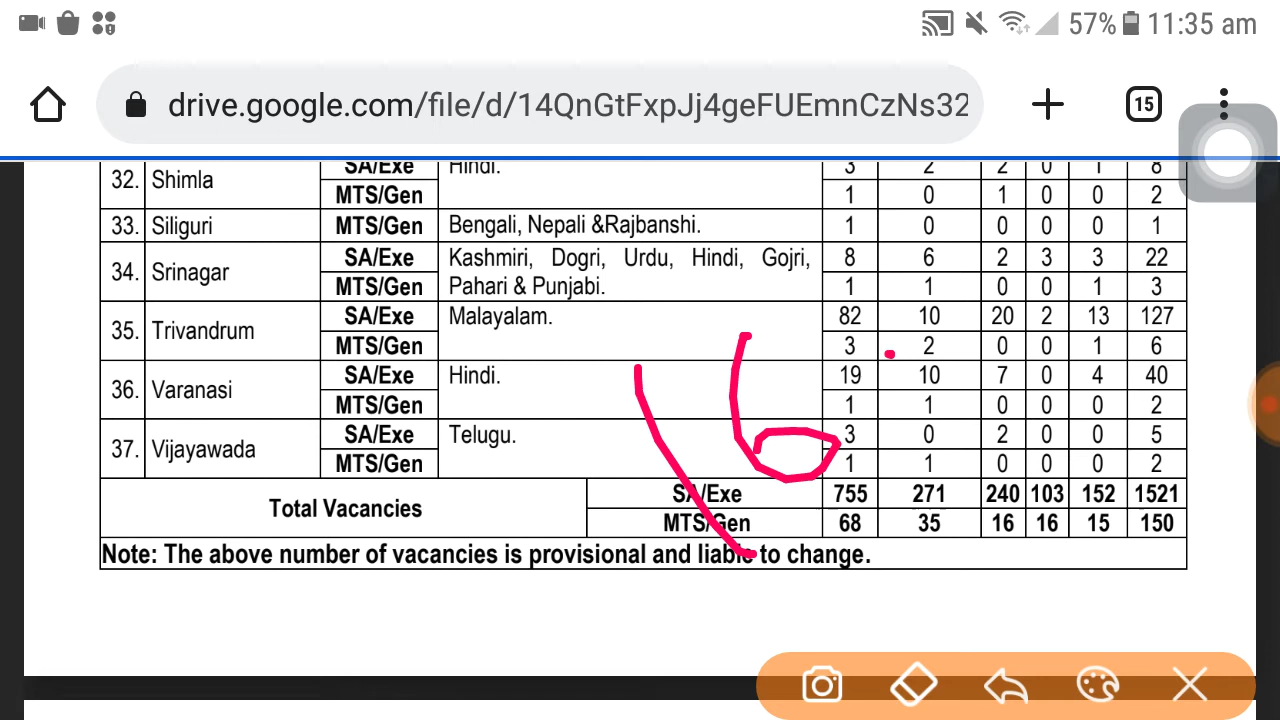 57% 11:35 am
drive.google.com/file/d/14QnGtFxpJj4geFUEmnCzNs32
15
32. Shimla SA/Exe Hindi. 3 2 2 0 1 8
MTS/Gen 1 0 1 0 0 2
33. Siliguri MTS/Gen Bengali, Nepali &Rajbanshi. 1 0 0 0 0 1
34. Srinagar SA/Exe Kashmiri, Dogri, Urdu, Hindi, Gojri, 8 6 2 3 3 22
MTS/Gen Pahari & Punjabi. 1 1 0 0 1 3
35. Trivandrum SA/Exe Malayalam. 82 10 20 2 13 127
MTS/Gen 3 2 0 0 1 6
36. Varanasi SA/Exe Hindi. 19 10 7 0 4 40
MTS/Gen 1 1 0 0 0 2
37. Vijayawada SA/Exe Telugu. 3 0 2 0 0 5
MTS/Gen 1 1 0 0 0 2
Total Vacancies SA/Exe 755 271 240 103 152 1521
MTS/Gen 68 35 16 16 15 150
Note: The above number of vacancies is provisional and liable to change.